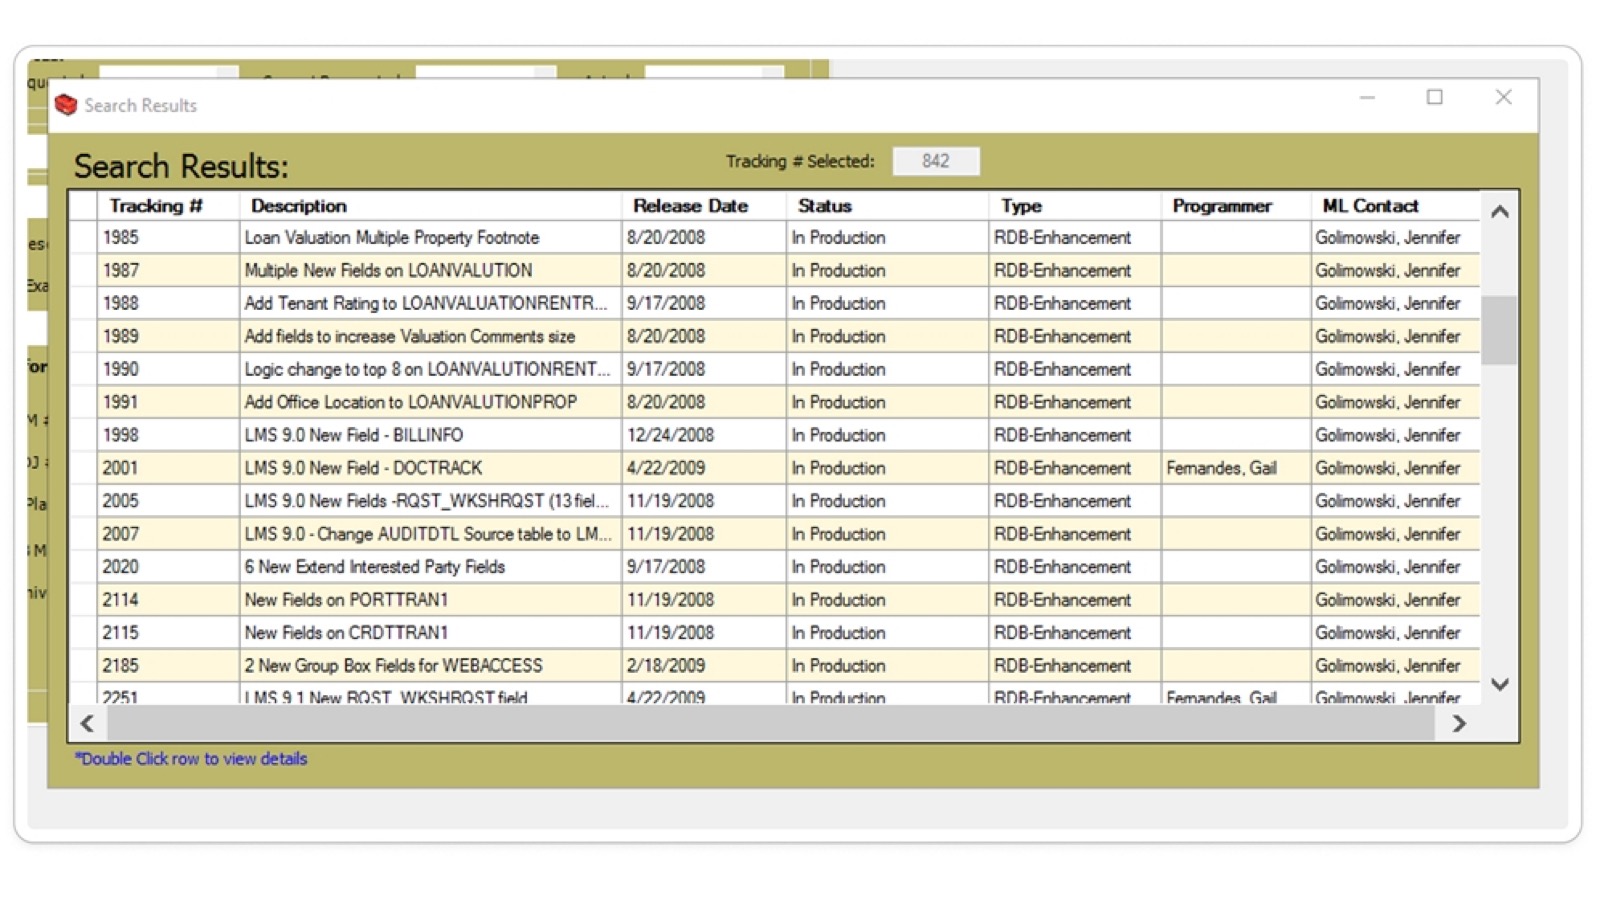 Search Results
Search Results:
Tracking # Selected: 842
Tracking # Description Release Date Status Type Programmer ML Contact
1985 Loan Valuation Multiple Property Footnote 8/20/2008 In Production RDB-Enhancement Golimowski, Jennifer
1987 Multiple New Fields on LOANVALUTION 8/20/2008 In Production RDB-Enhancement Golimowski, Jennifer
1988 Add Tenant Rating to LOANVALUATIONRENTR... 9/17/2008 In Production RDB-Enhancement Golimowski, Jennifer
1989 Add fields to increase Valuation Comments size 8/20/2008 In Production RDB-Enhancement Golimowski, Jennifer
1990 Logic change to top 8 on LOANVALUTIONRENT... 9/17/2008 In Production RDB-Enhancement Golimowski, Jennifer
1991 Add Office Location to LOANVALUTIONPROP 8/20/2008 In Production RDB-Enhancement Golimowski, Jennifer
1998 LMS 9.0 New Field - BILLINFO 12/24/2008 In Production RDB-Enhancement Golimowski, Jennifer
2001 LMS 9.0 New Field - DOCTRACK 4/22/2009 In Production RDB-Enhancement Fernandes, Gail Golimowski, Jennifer
2005 LMS 9.0 New Fields -RQST_WKSHRQST (13 fiel... 11/19/2008 In Production RDB-Enhancement Golimowski, Jennifer
2007 LMS 9.0 - Change AUDITDTL Source table to LM... 11/19/2008 In Production RDB-Enhancement Golimowski, Jennifer
2020 6 New Extend Interested Party Fields 9/17/2008 In Production RDB-Enhancement Golimowski, Jennifer
2114 New Fields on PORTTRAN1 11/19/2008 In Production RDB-Enhancement Golimowski, Jennifer
2115 New Fields on CRDTTRAN1 11/19/2008 In Production RDB-Enhancement Golimowski, Jennifer
2185 2 New Group Box Fields for WEBACCESS 2/18/2009 In Production RDB-Enhancement Golimowski, Jennifer
2251 LMS 9.1 New RQST_WKSHRQST field 4/22/2009 In Production RDB-Enhancement Fernandes, Gail Golimowski, Jennifer
*Double Click row to view details